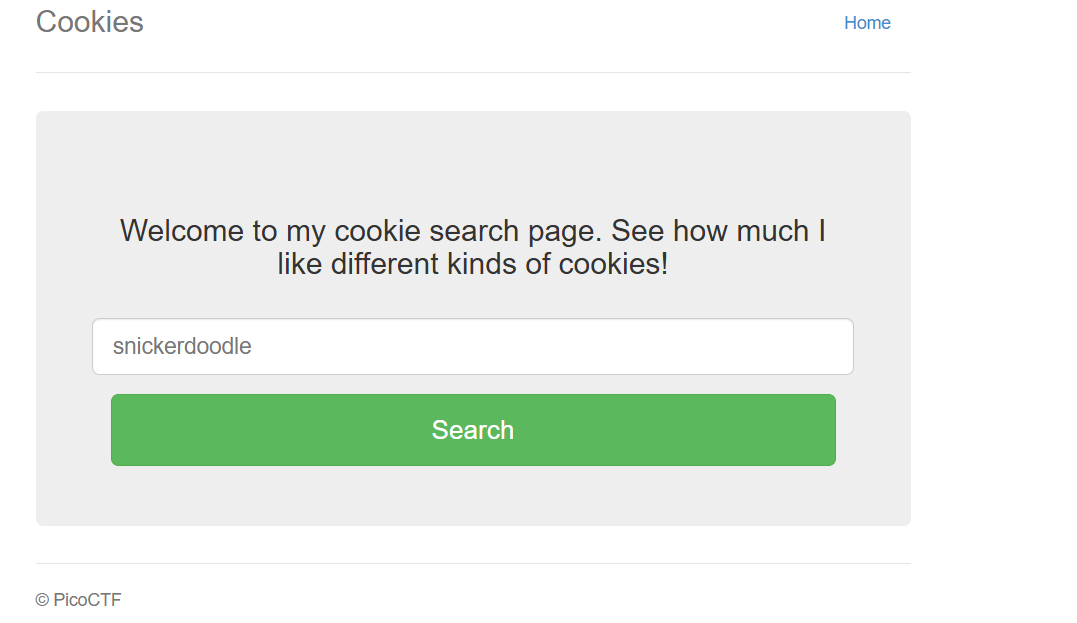 Cookies Home
Welcome to my cookie search page. See how much I
like different kinds of cookies!
snickerdoodle
Search
© PicoCTF